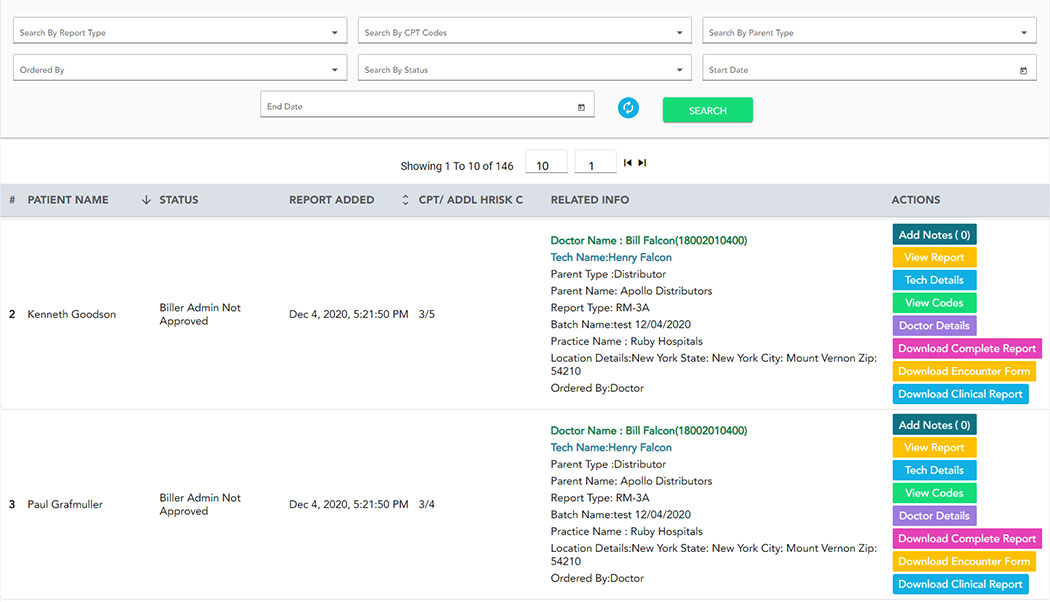 Search By Report Type
Search By CPT Codes
Search By Parent Type
Ordered By
Search By Status
Start Date
End Date
SEARCH
Showing 1 To 10 of 146
10
1
# PATIENT NAME STATUS REPORT ADDED CPT/ ADDL HRISK C RELATED INFO ACTIONS
2
Kenneth Goodson
Biller Admin Not
Approved
Dec 4, 2020, 5:21:50 PM
3/5
Doctor Name : Bill Falcon(18002010400)
Tech Name:Henry Falcon
Parent Type :Distributor
Parent Name: Apollo Distributors
Report Type: RM-3A
Batch Name:test 12/04/2020
Practice Name : Ruby Hospitals
Location Details:New York State: New York City: Mount Vernon Zip:
54210
Ordered By:Doctor
Add Notes ( 0)
View Report
Tech Details
View Codes
Doctor Details
Download Complete Report
Download Encounter Form
Download Clinical Report
3
Paul Grafmuller
Biller Admin Not
Approved
Dec 4, 2020, 5:21:50 PM
3/4
Doctor Name : Bill Falcon(18002010400)
Tech Name:Henry Falcon
Parent Type :Distributor
Parent Name: Apollo Distributors
Report Type: RM-3A
Batch Name:test 12/04/2020
Practice Name : Ruby Hospitals
Location Details:New York State: New York City: Mount Vernon Zip:
54210
Ordered By:Doctor
Add Notes ( 0)
View Report
Tech Details
View Codes
Doctor Details
Download Complete Report
Download Encounter Form
Download Clinical Report